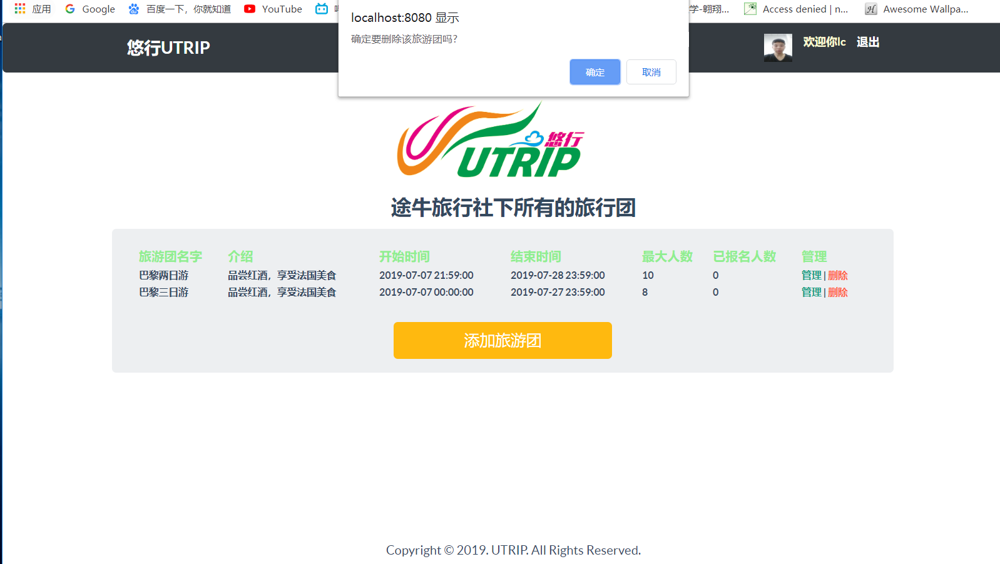 应用 Google 百度一下，你就知道 YouTube
学-翱翔... Access denied | n... Awesome Wallpa...
localhost:8080 显示
确定要删除该旅游团吗?
确定 取消
悠行UTRIP
欢迎你lc 退出
悠行
UTRIP
途牛旅行社下所有的旅行团
旅游团名字 介绍 开始时间 结束时间 最大人数 已报名人数 管理
巴黎两日游 品尝红酒，享受法国美食 2019-07-07 21:59:00 2019-07-28 23:59:00 10 0 管理 | 删除
巴黎三日游 品尝红酒，享受法国美食 2019-07-07 00:00:00 2019-07-27 23:59:00 8 0 管理 | 删除
添加旅游团
Copyright © 2019. UTRIP. All Rights Reserved.